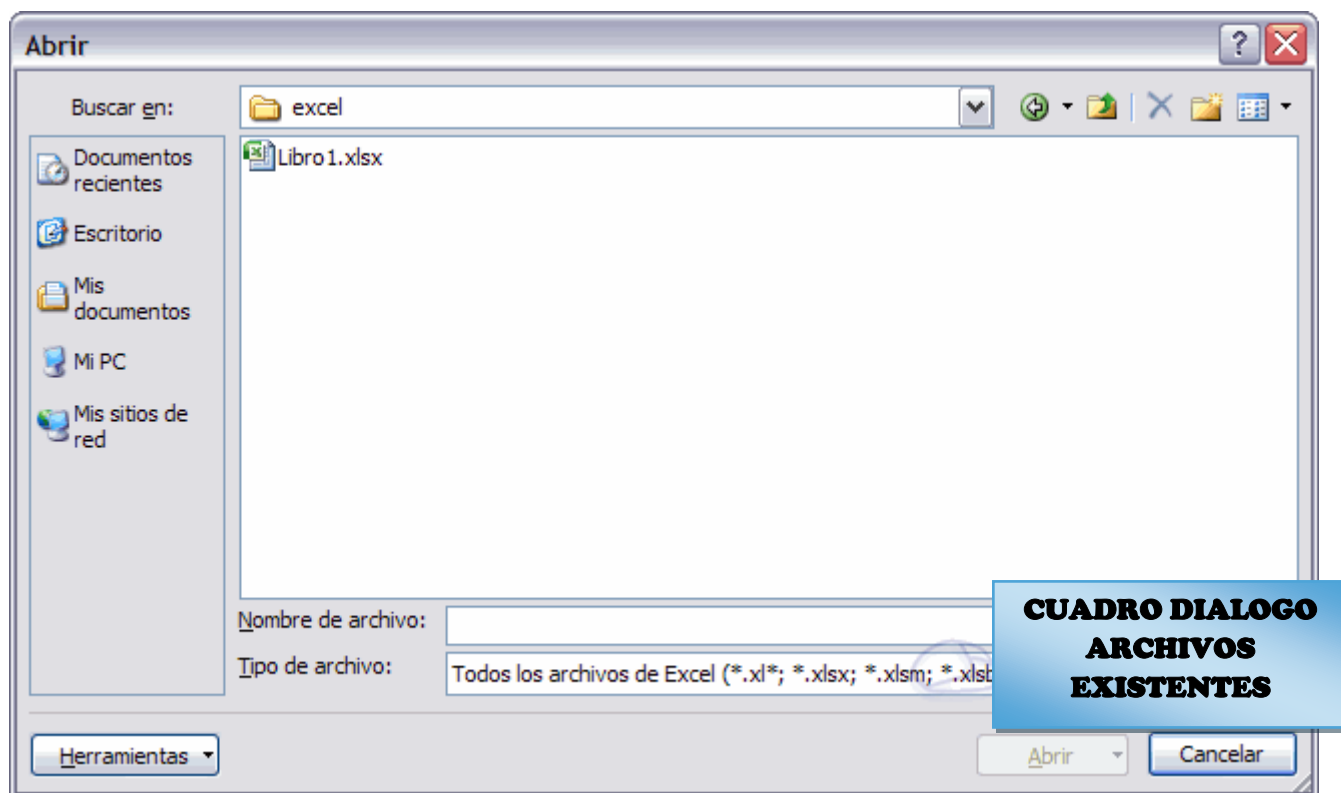 Abrir
Buscar en:
excel
Documentos
recientes
Escritorio
Mis
documentos
Mi PC
Mis sitios de
red
Libro1.xlsx
Nombre de archivo:
Tipo de archivo:
Todos los archivos de Excel (*.xl*; *.xlsx; *.xlsm; *.xlsb
CUADRO DIALOGO
ARCHIVOS
EXISTENTES
Herramientas
Abrir
Cancelar